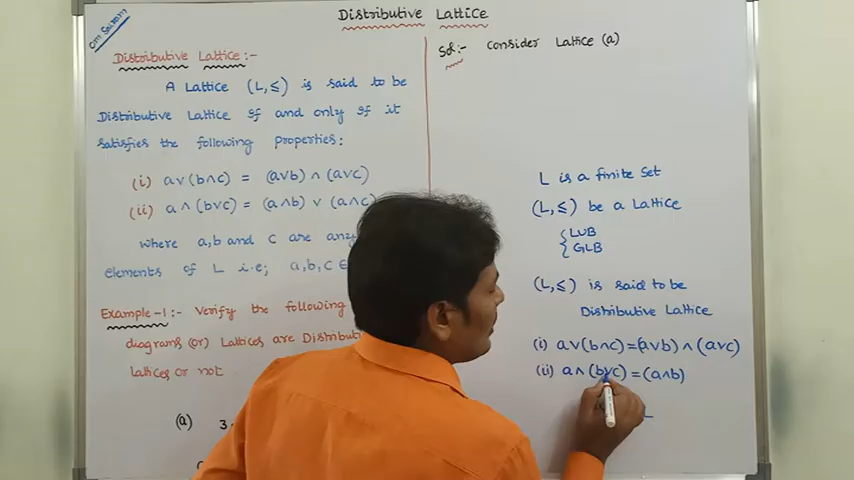 Om Sairam
Distributive Lattice
Distributive Lattice :-
A Lattice (L,≤) is said to be
Distributive Lattice If and only If it
satisfies the following properties:
(i) a∨(b∧c) = (a∨b) ∧ (a∨c)
(ii) a∧(b∨c) = (a∧b) ∨ (a∧c)
where a,b and c are any
elements of L i.e; a,b,c ∈
Example-1:- Verify the following
diagrams (or) Lattices are Distributi
lattices or not
(a) 3
Sol:- Consider Lattice (a)
L is a finite set
(L,≤) be a Lattice
{ LUB
GLB
(L,≤) is said to be
Distributive Lattice
(i) a∨(b∧c)=(a∨b) ∧ (a∨c)
(ii) a∧(b∨c)=(a∧b)